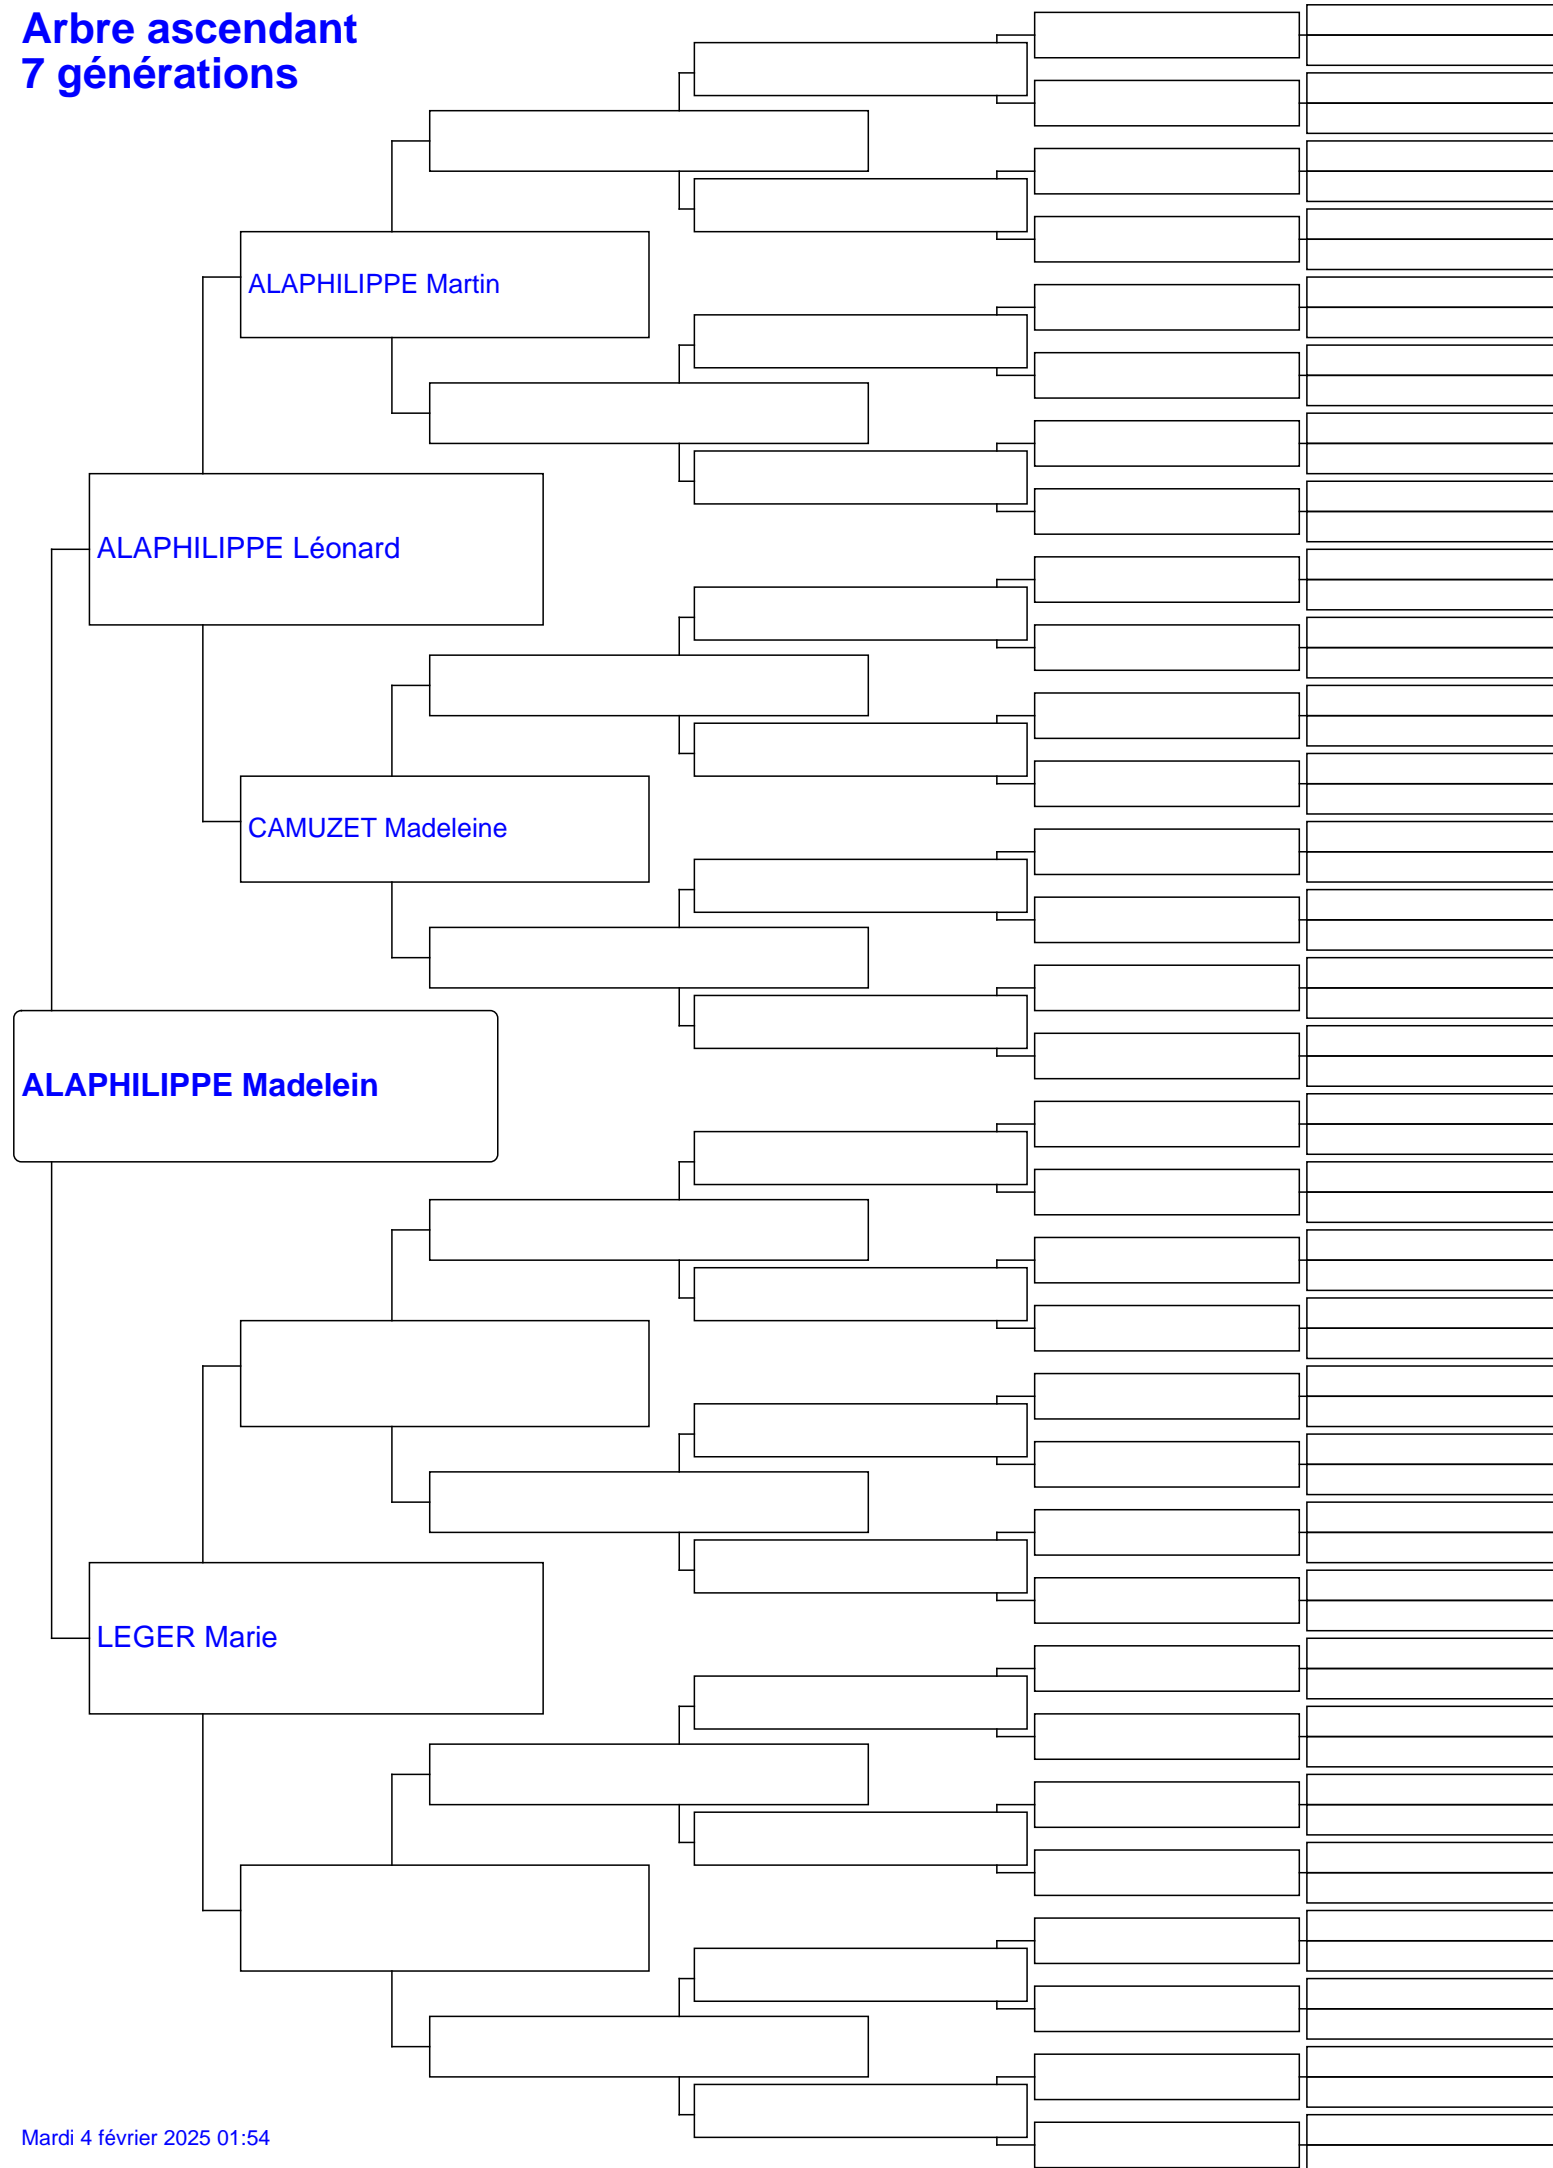 Arbre ascendant
7 générations
ALAPHILIPPE Martin
ALAPHILIPPE Léonard
CAMUZET Madeleine
ALAPHILIPPE Madelein
LEGER Marie
Mardi 4 février 2025 01:54